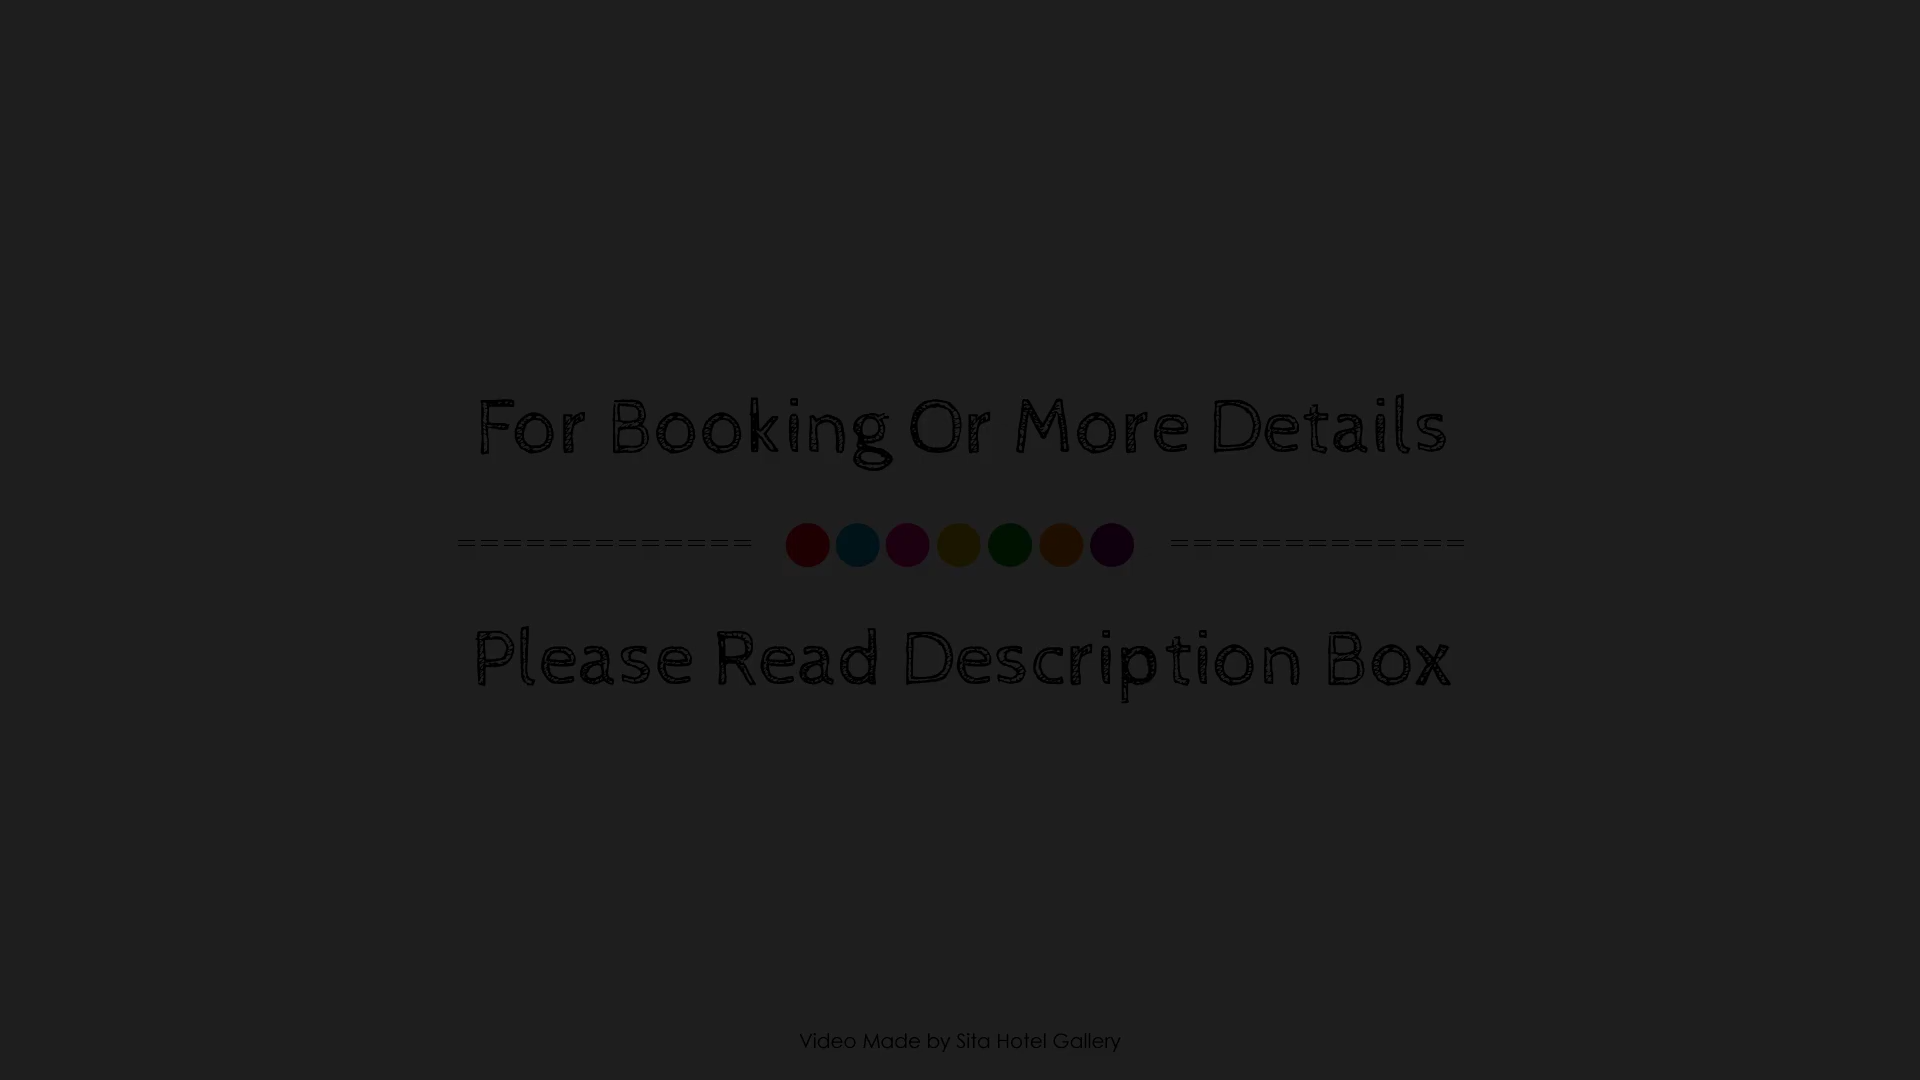 For Booking Or More Details
============= =============
Please Read Description Box
Video Made by Sita Hotel Gallery